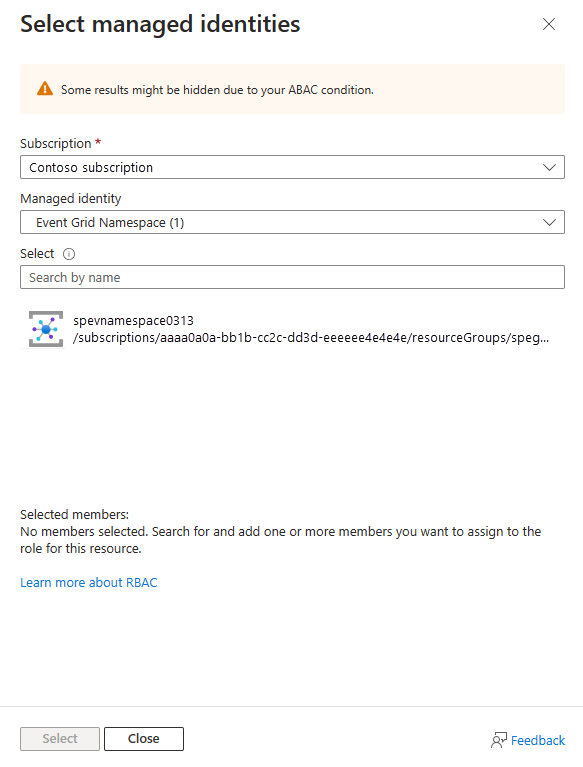 Select managed identities
Some results might be hidden due to your ABAC condition.
Subscription *
Contoso subscription
Managed identity
Event Grid Namespace (1)
Select
Search by name
spevnamespace0313
/subscriptions/aaaa0a0a-bb1b-cc2c-dd3d-eeeeee4e4e4e/resourceGroups/speg...
Selected members:
No members selected. Search for and add one or more members you want to assign to the
role for this resource.
Learn more about RBAC
Select
Close
Feedback